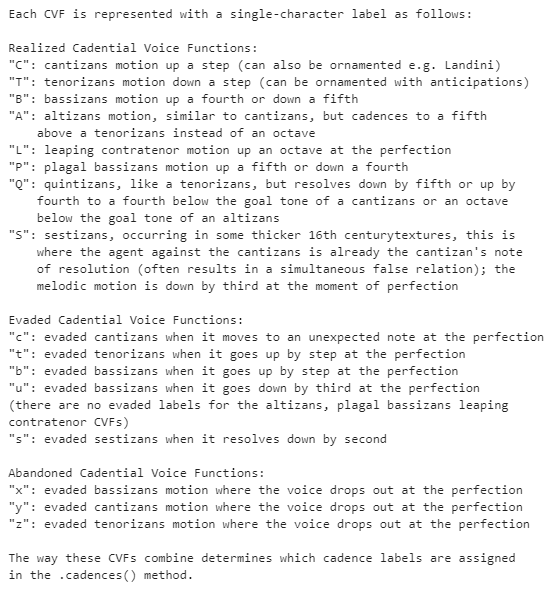 Each CVF is represented with a single-character label as follows:
Realized Cadential Voice Functions:
"C": cantizans motion up a step (can also be ornamented e.g. Landini)
"T": tenorizans motion down a step (can be ornamented with anticipations)
"B": bassizans motion up a fourth or down a fifth
"A": altizans motion, similar to cantizans, but cadences to a fifth
above a tenorizans instead of an octave
"L": leaping contratenor motion up an octave at the perfection
"P": plagal bassizans motion up a fifth or down a fourth
"Q": quintizans, like a tenorizans, but resolves down by fifth or up by
fourth to a fourth below the goal tone of a cantizans or an octave
below the goal tone of an altizans
"S": sestizans, occurring in some thicker 16th centurytextures, this is
where the agent against the cantizans is already the cantizan's note
of resolution (often results in a simultaneous false relation); the
melodic motion is down by third at the moment of perfection
Evaded Cadential Voice Functions:
"c": evaded cantizans when it moves to an unexpected note at the perfection
"t": evaded tenorizans when it goes up by step at the perfection
"b": evaded bassizans when it goes up by step at the perfection
"u": evaded bassizans when it goes down by third at the perfection
(there are no evaded labels for the altizans, plagal bassizans leaping
contratenor CVFs)
"s": evaded sestizans when it resolves down by second
Abandoned Cadential Voice Functions:
"x": evaded bassizans motion where the voice drops out at the perfection
"y": evaded cantizans motion where the voice drops out at the perfection
"z": evaded tenorizans motion where the voice drops out at the perfection
The way these CVFs combine determines which cadence labels are assigned
in the .cadences() method.